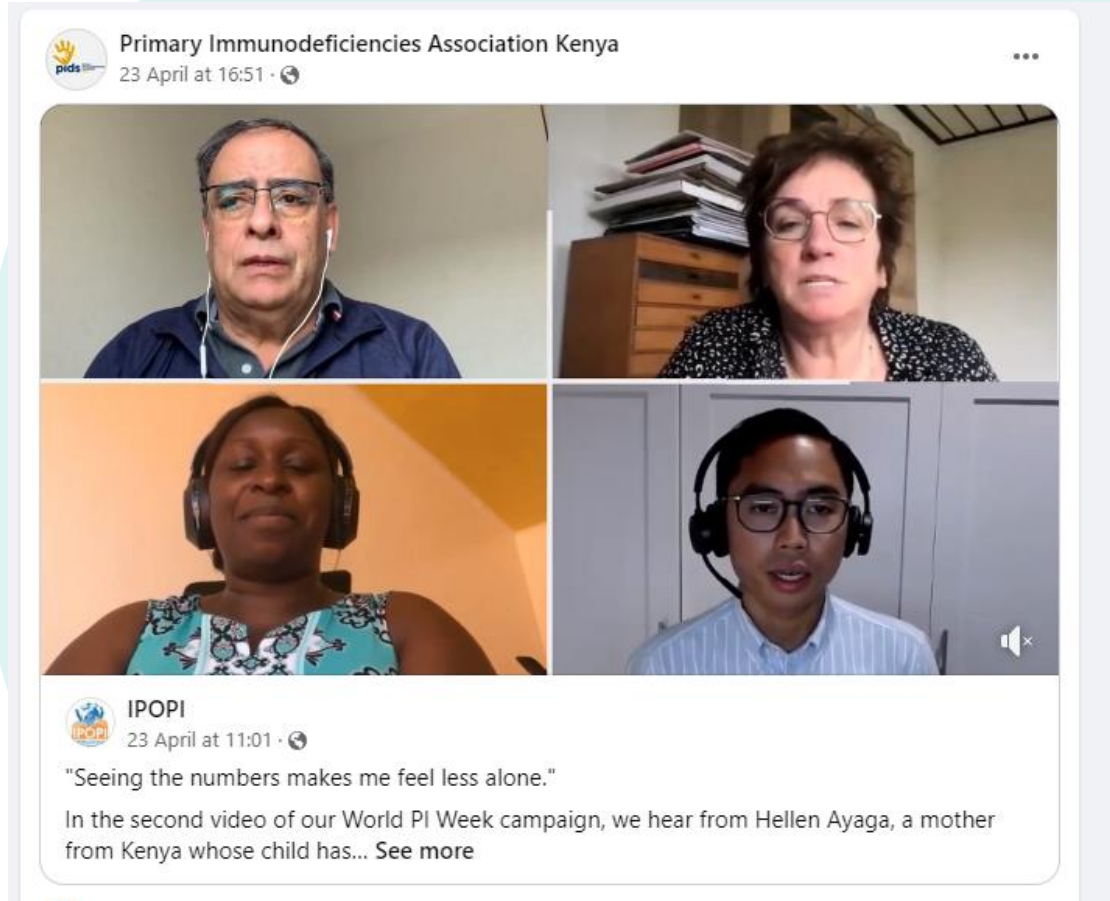 Primary Immunodeficiencies Association Kenya
23 April at 16:51 ·
pids
IPOPI
IPOPI
23 April at 11:01 ·
"Seeing the numbers makes me feel less alone."
In the second video of our World PI Week campaign, we hear from Hellen Ayaga, a mother
from Kenya whose child has... See more